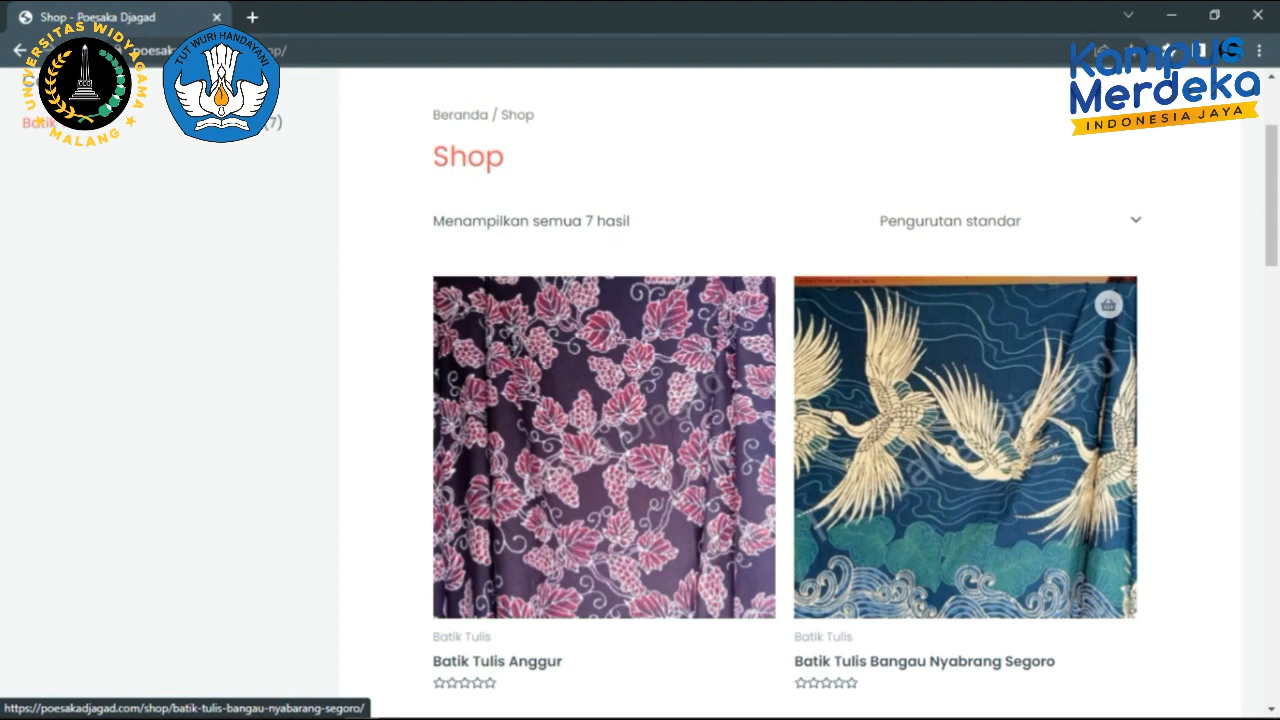 Shop - Poesaka Djagad
UNIVERSITAS WIDYAGAMA
MALANG
TUT WURI HANDAYANI
Kampus
Merdeka
INDONESIA JAYA
(7)
Beranda / Shop
Shop
Menampilkan semua 7 hasil
Pengurutan standar
Batik Tulis
Batik Tulis Anggur
Batik Tulis
Batik Tulis Bangau Nyabrang Segoro
https://poesakadjagad.com/shop/batik-tulis-bangau-nyabarang-segoro/